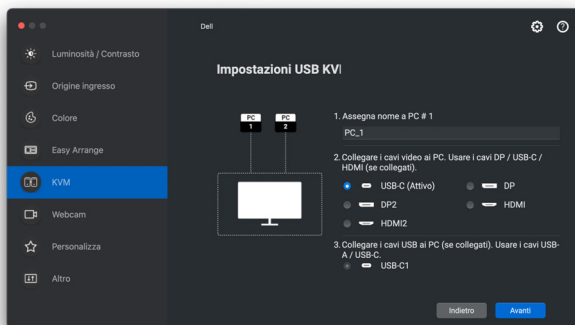 Dell
Luminosità / Contrasto
Origine ingresso
Colore
Easy Arrange
KVM
Webcam
Personalizza
Altro
Impostazioni USB KV
PC
1
PC
2
1. Assegna nome a PC # 1
PC_1
2. Collegare i cavi video ai PC. Usare i cavi DP / USB-C /
HDMI (se collegati).
USB-C (Attivo)
DP
DP2
HDMI
HDMI2
3. Collegare i cavi USB ai PC (se collegati). Usare i cavi USB-
A / USB-C.
USB-C1
Indietro
Avanti